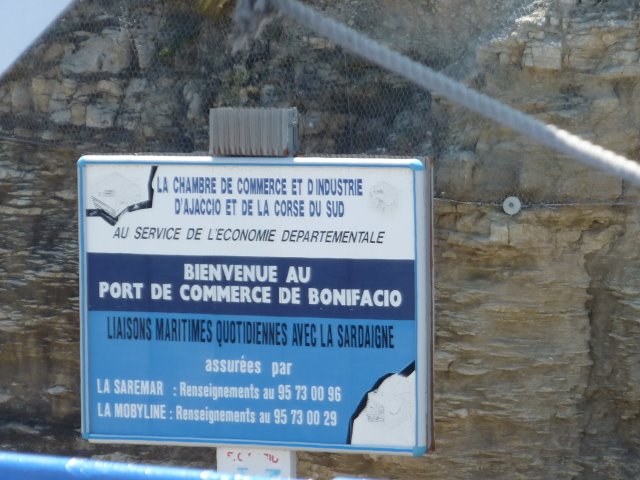 LA CHAMBRE DE COMMERCE ET D'INDUSTRIE
D'AJACCIO ET DE LA CORSE DU SUD
AU SERVICE DE L'ECONOMIE DEPARTEMENTALE
BIENVENUE AU
PORT DE COMMERCE DE BONIFACIO
LIAISONS MARITIMES QUOTIDIENNES AVEC LA SARDAIGNE
assurées par
LA SAREMAR : Renseignements au 95 73 00 96
LA MOBYLINE : Renseignements au 95 73 00 29